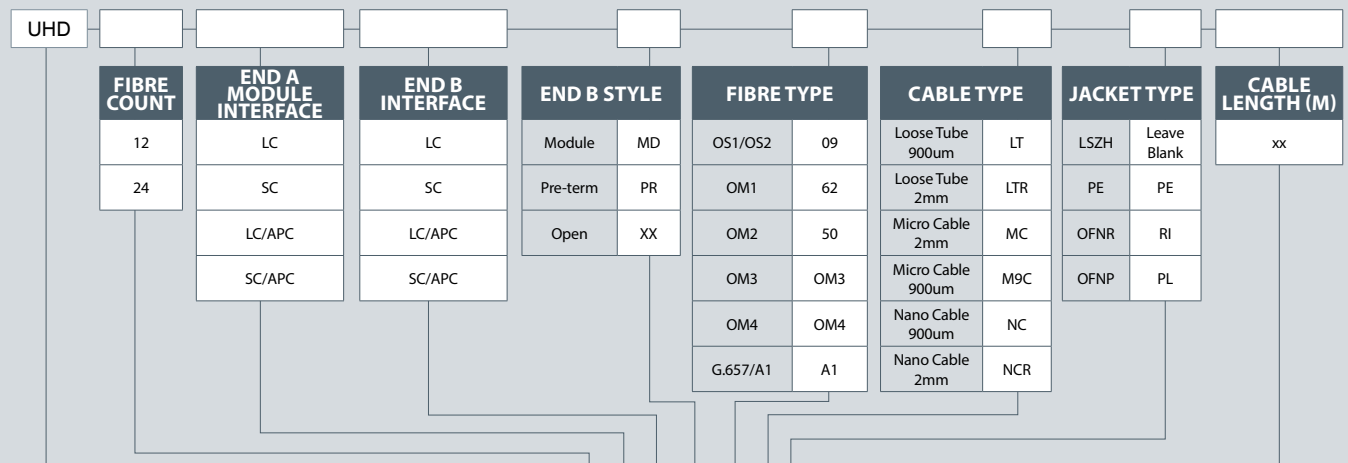 UHD
FIBRE
COUNT
12
24
END A
MODULE
INTERFACE
LC
SC
LC/APC
SC/APC
END B
INTERFACE
LC
SC
LC/APC
SC/APC
END B STYLE
Module MD
Pre-term PR
Open XX
FIBRE TYPE
OS1/OS2 09
OM1 62
OM2 50
OM3 OM3
OM4 OM4
G.657/A1 A1
CABLE TYPE
Loose Tube
900um LT
Loose Tube
2mm LTR
Micro Cable
2mm MC
Micro Cable
900um M9C
Nano Cable
900um NC
Nano Cable
2mm NCR
JACKET TYPE
LSZH Leave
Blank
PE PE
OFNR RI
OFNP PL
CABLE
LENGTH (M)
xx